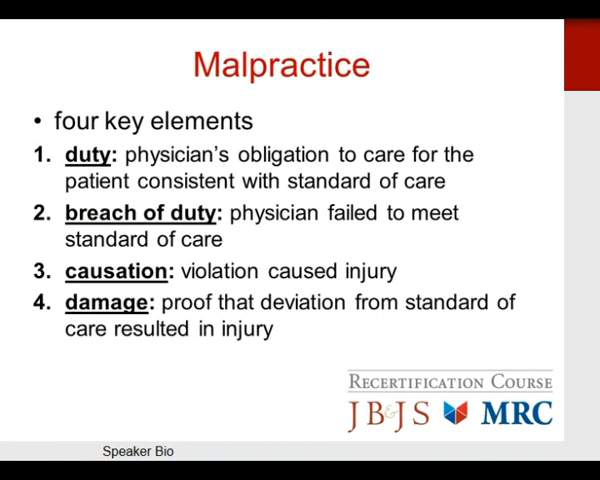 Malpractice
• four key elements
1. duty: physician's obligation to care for the
patient consistent with standard of care
2. breach of duty: physician failed to meet
standard of care
3. causation: violation caused injury
4. damage: proof that deviation from standard of
care resulted in injury
RECERTIFICATION COURSE
JB&JS MRC
Speaker Bio